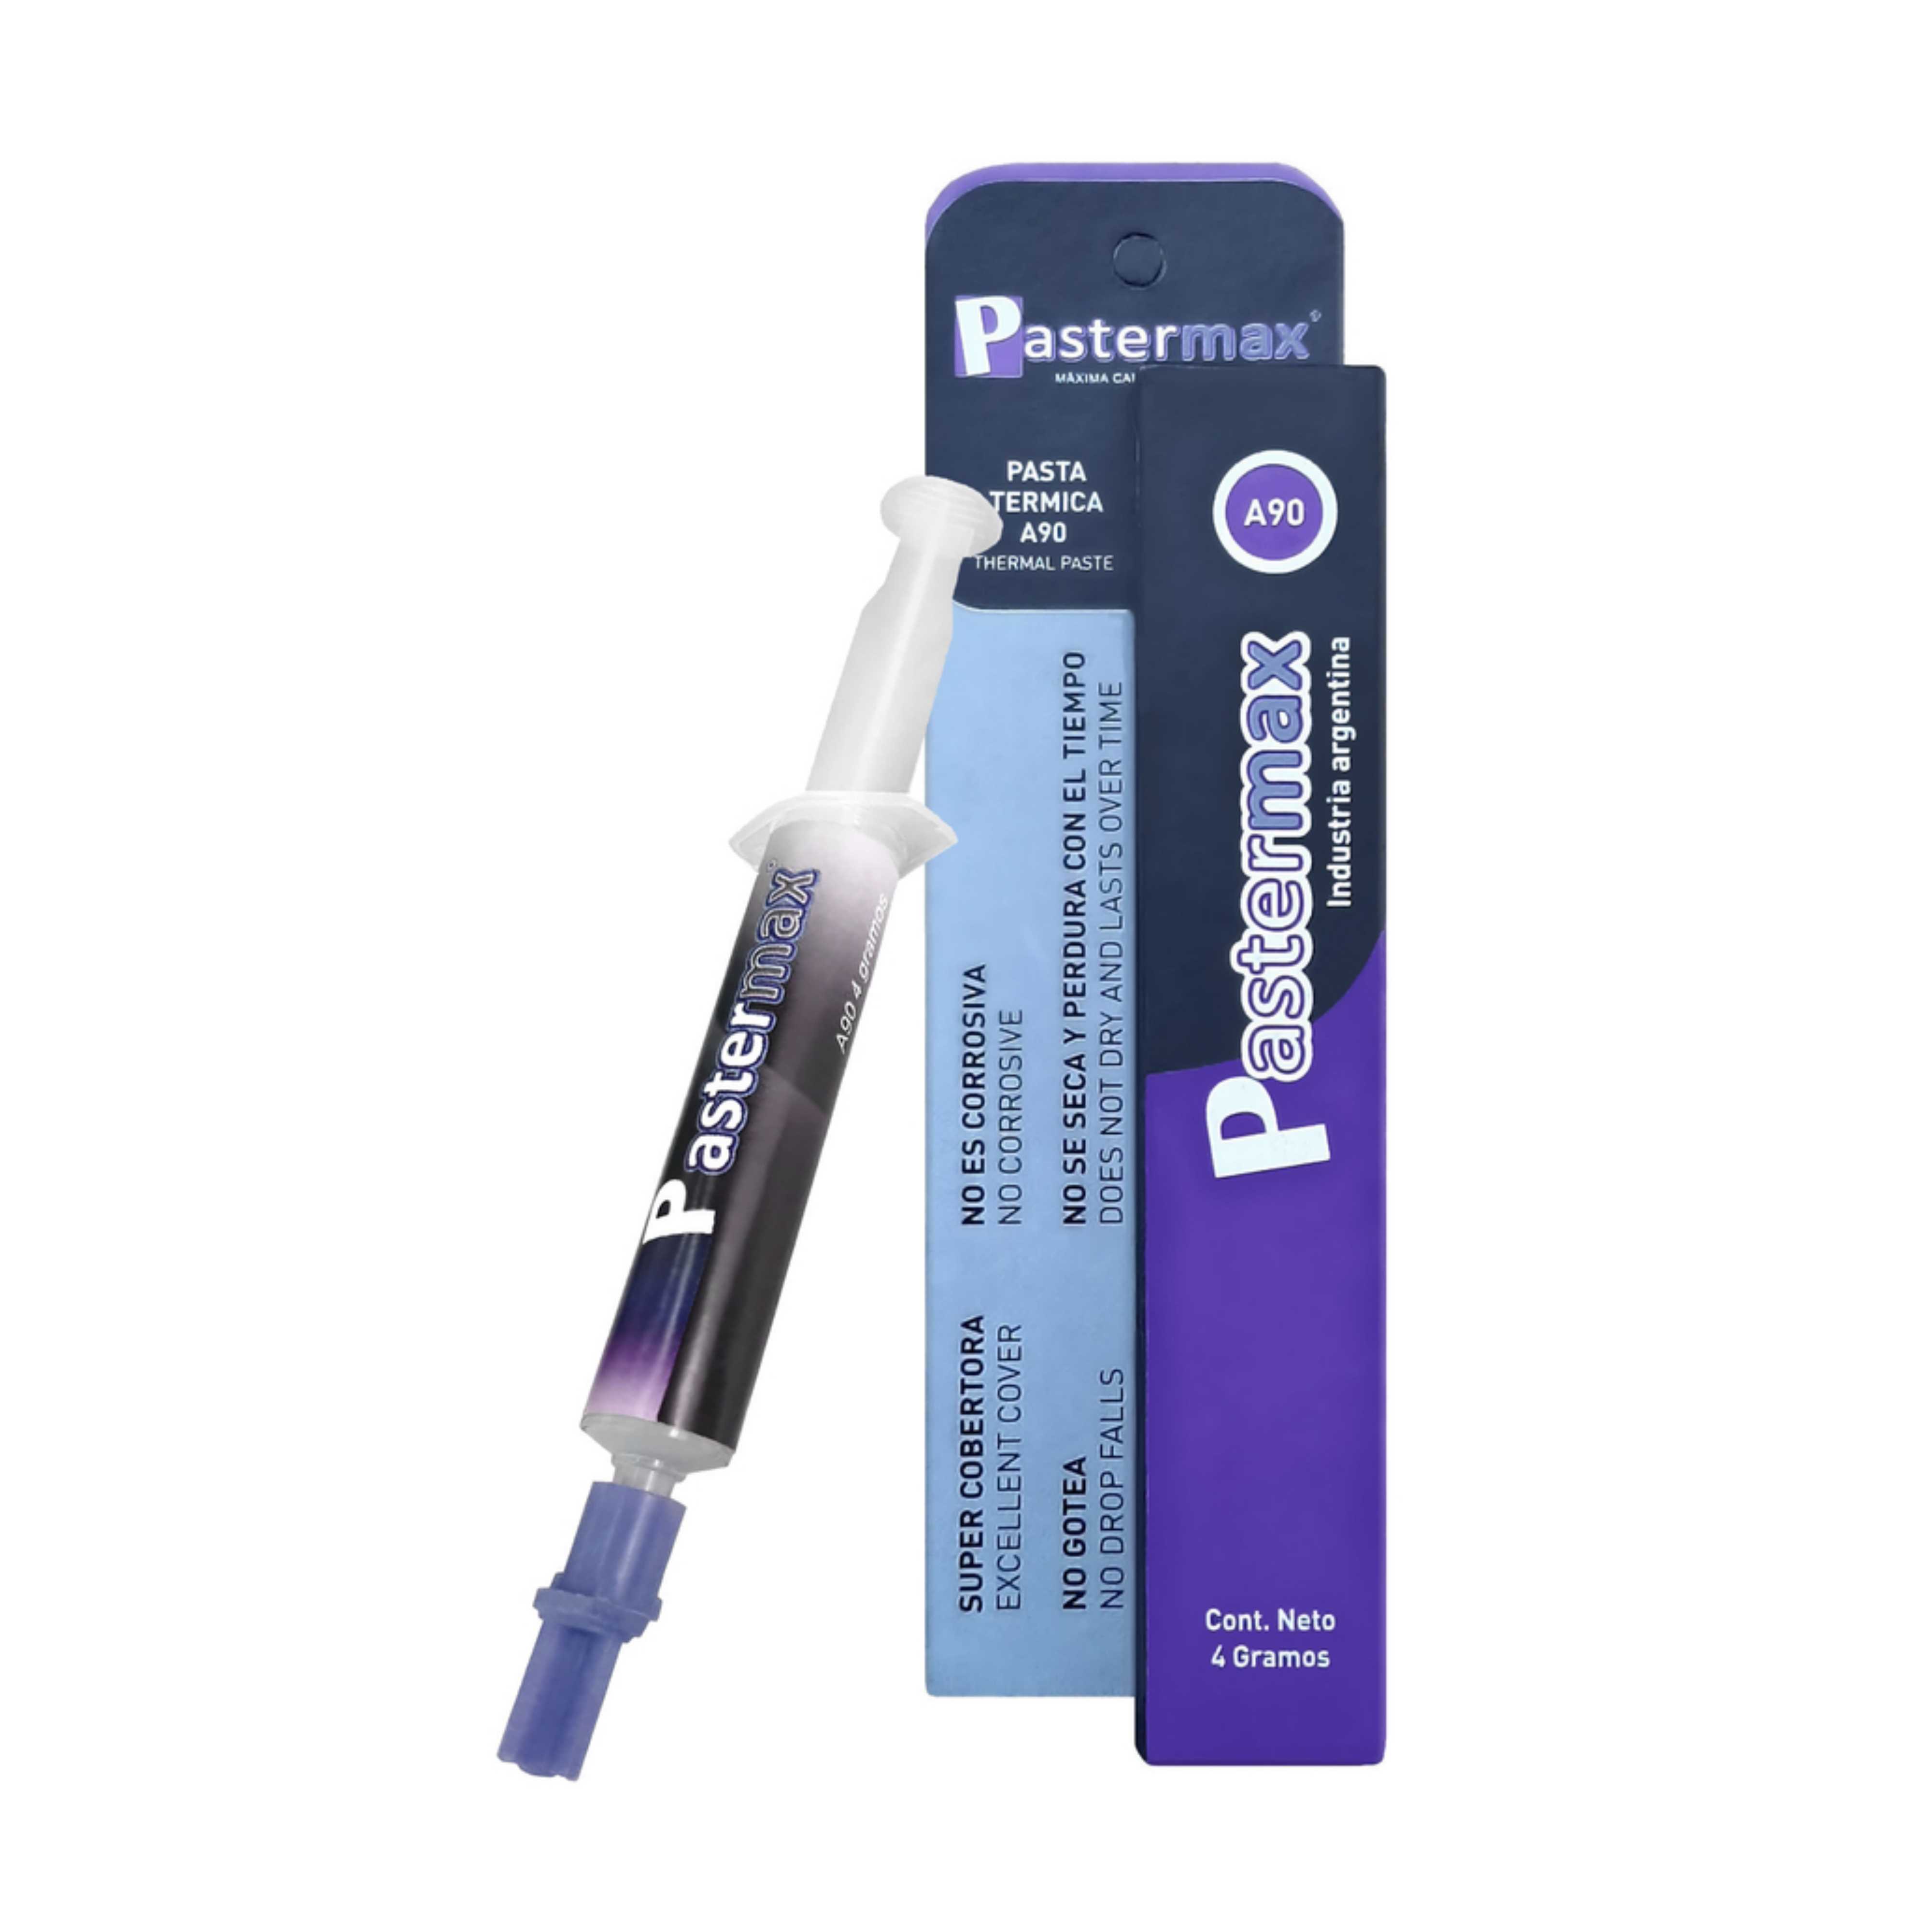 Pastermax®
MÁXIMA
PASTA
TERMICA
A90
THERMAL PASTE
NO ES CORROSIVA
NO CORROSIVE
NO SE SECA Y PERDURA CON EL TIEMPO
DOES NOT DRY AND LASTS OVER TIME
SUPER COBERTORA
EXCELLENT COVER
NO GOTEA
NO DROP FALLS
A90
Pastermax
Industria argentina
Cont. Neto
4 Gramos
Pastermax®
A90 4 gramos